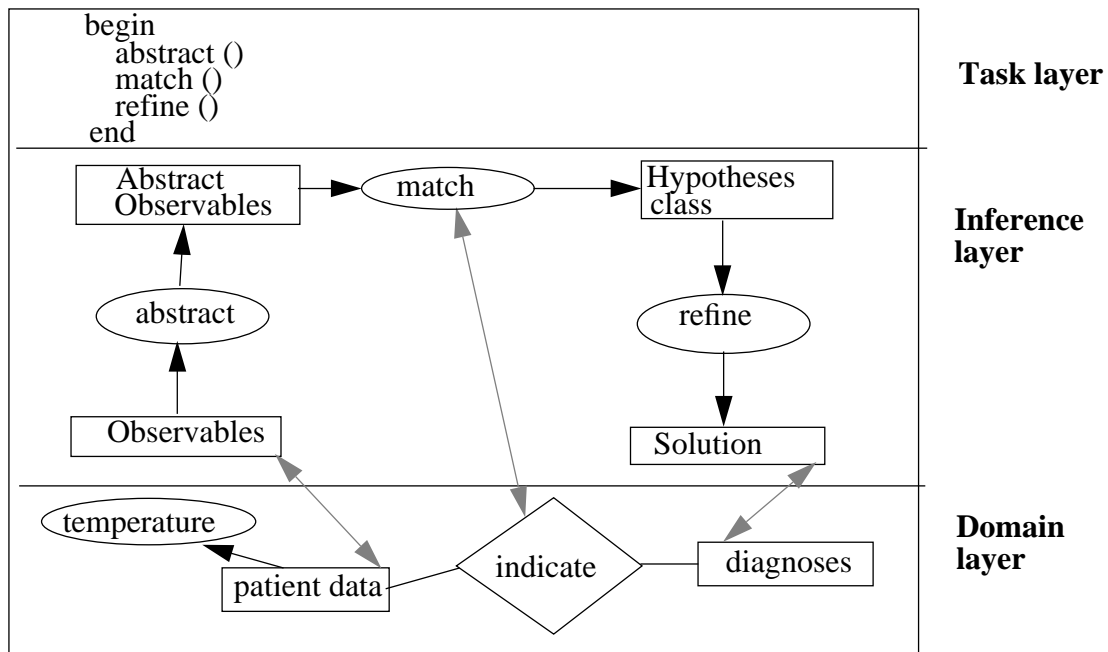 begin
abstract ()
match ()
refine ()
end
Task layer
Abstract
Observables
match
Hypotheses
class
Inference
layer
abstract
refine
Observables
Solution
temperature
patient data
indicate
diagnoses
Domain
layer